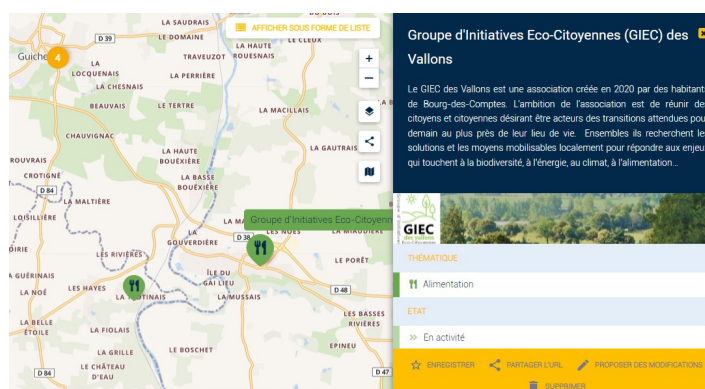 LA SAUDRAIS
AFFICHER SOUS FORME DE LISTE
D 39
LE DOMAINE
LA HAUTE
LE CLEUX
Guiche
4
LA
LOCQUENAIS
TRAVEUZOT
ROUESNAIS
LA PERRIÈRE
LA CHESNAIS
BEAUVAIS
LE TERTRE
LA MACILLAIS
CHAUVIGNAC
LA GAUTRAIS
LA HAUTE
BOUËXIÈRE
ROUVRAIS
CROTIGNÉ
LA BASSE
BOUËXIÈRE
D 84
LA MALTIÈRE
LOISILLIÈRE
Groupe d'Initiatives Eco-Citoyenn
LA
GOUVERDIÈRE
D 38
LES NOËS
LA MIRAUDIÈRE
LES RIVIÈRES
LE PORÊT
ÎLE DU
GAI LIEU
LA GUÉRINAIS
LA NOË
LES HAYES
LA MUSSAIS
D 48
LES BASSES
RIVIÈRES
LA BELLE
ÉTOILE
LA FIOLAIS
EPINEU
LA GRILLE
LE BOSCHET
LE CHÂTEAU
D'EAU
D 84
D 47
Groupe d'Initiatives Eco-Citoyennes (GIEC) des
Vallons
Le GIEC des Vallons est une association créée en 2020 par des habitant
de Bourg-des-Comptes. L'ambition de l'association est de réunir de
citoyens et citoyennes désirant être acteurs des transitions attendues pou
demain au plus près de leur lieu de vie. Ensembles ils recherchent le
solutions et les moyens mobilisables localement pour répondre aux enjeu
qui touchent à la biodiversité, à l'énergie, au climat, à l'alimentation...
GIEC
des vallons
THÉMATIQUE
Alimentation
ETAT
En activité
ENREGISTRER
PARTAGER L'URL
PROPOSER DES MODIFICATIONS
SUPPRIMER